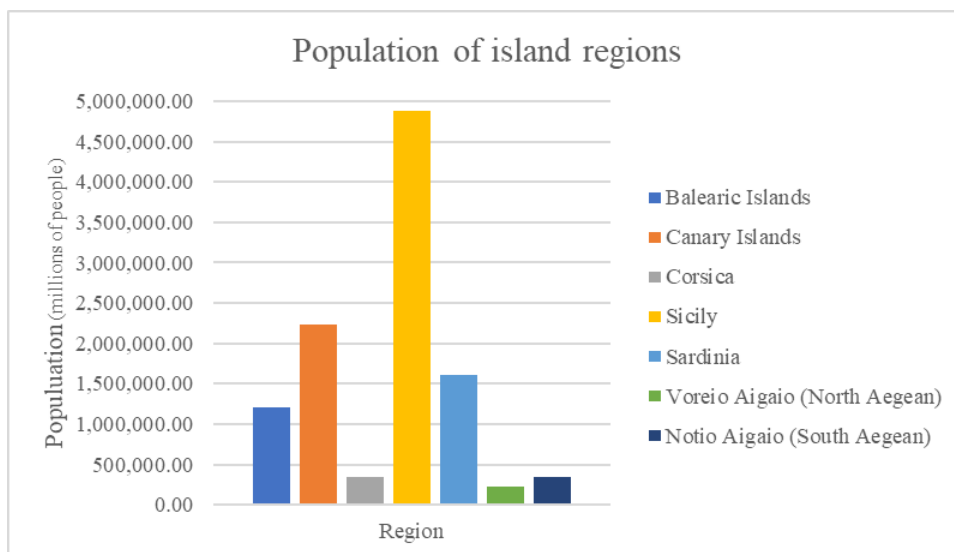 Population of island regions
Popluation (millions of people)
5,000,000.00
4,500,000.00
4,000,000.00
3,500,000.00
3,000,000.00
2,500,000.00
2,000,000.00
1,500,000.00
1,000,000.00
500,000.00
0.00
Region
Balearic Islands
Canary Islands
Corsica
Sicily
Sardinia
Voreio Aigaio (North Aegean)
Notio Aigaio (South Aegean)